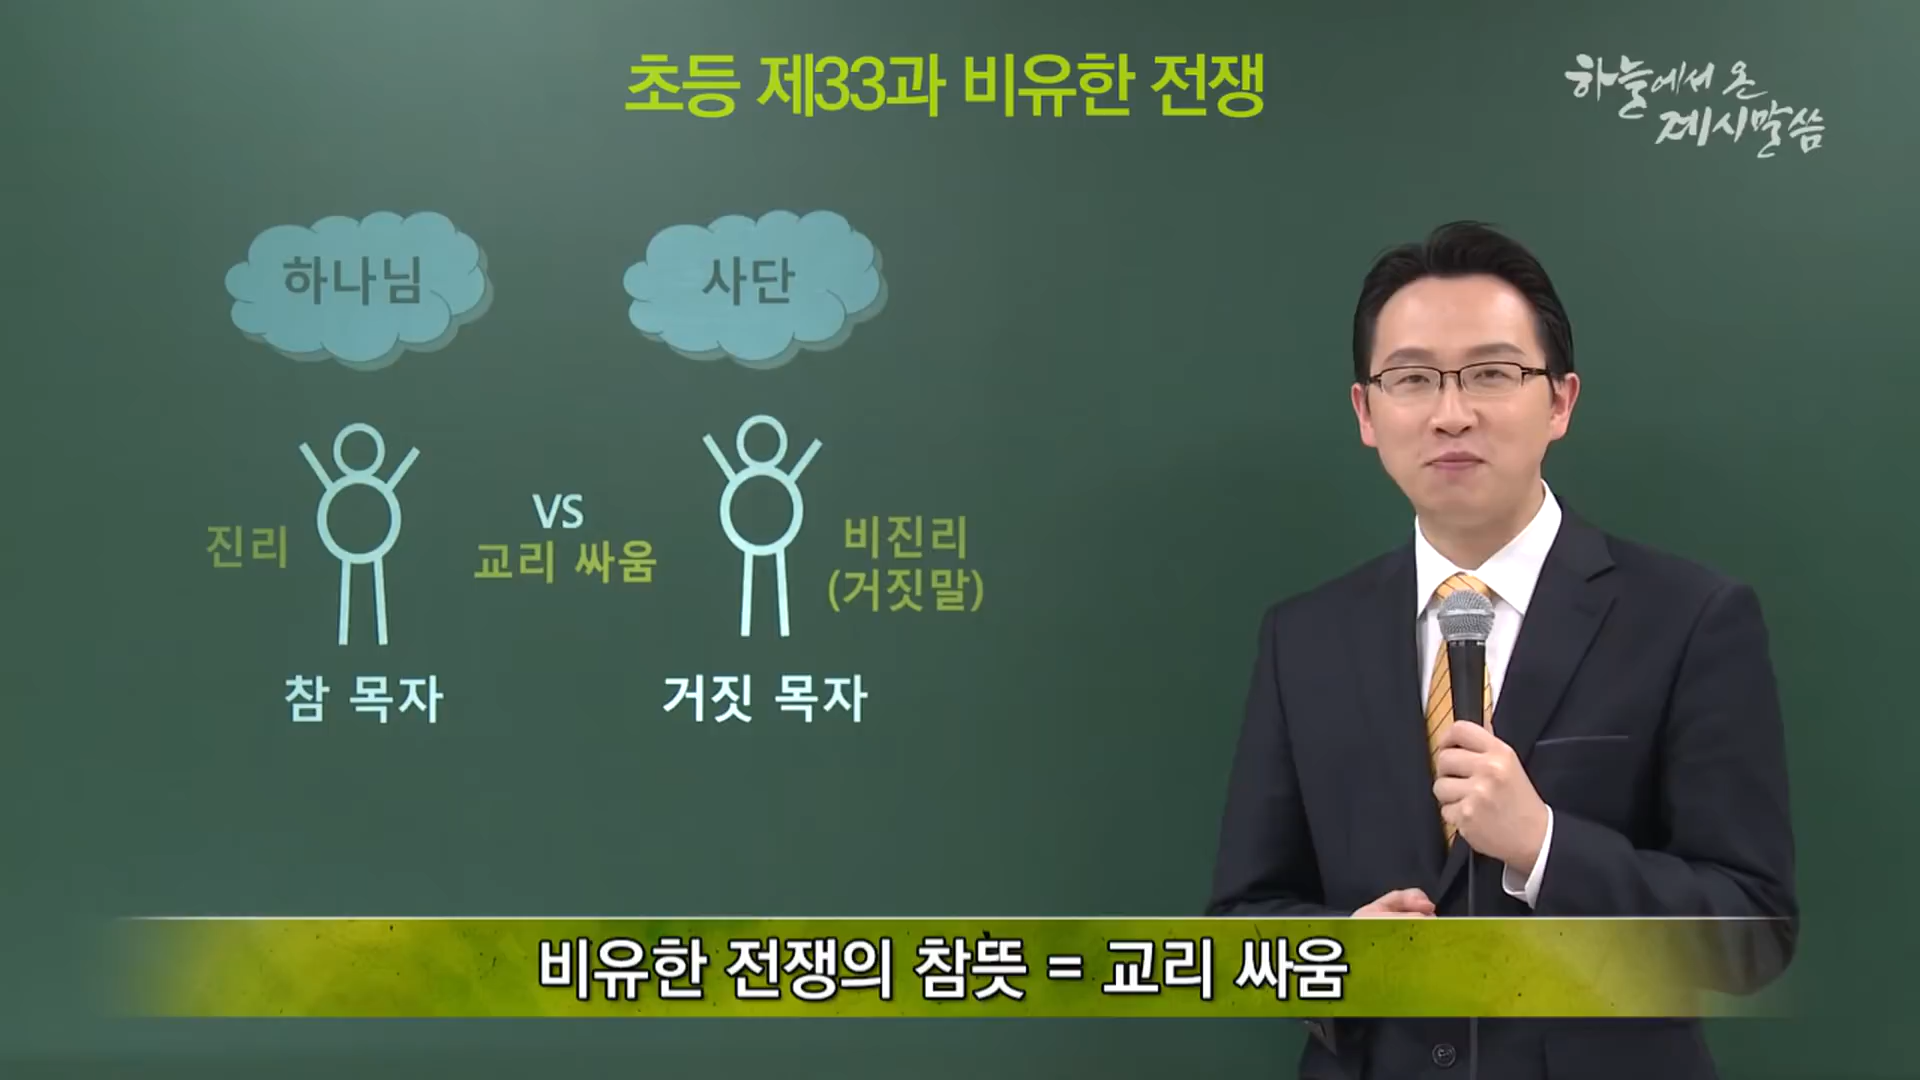 초등 제33과 비유한 전쟁
하늘에서 온
계시말씀
하나님
사단
진리
VS
교리 싸움
비진리
(거짓말)
참 목자
거짓 목자
비유한 전쟁의 참뜻 = 교리 싸움